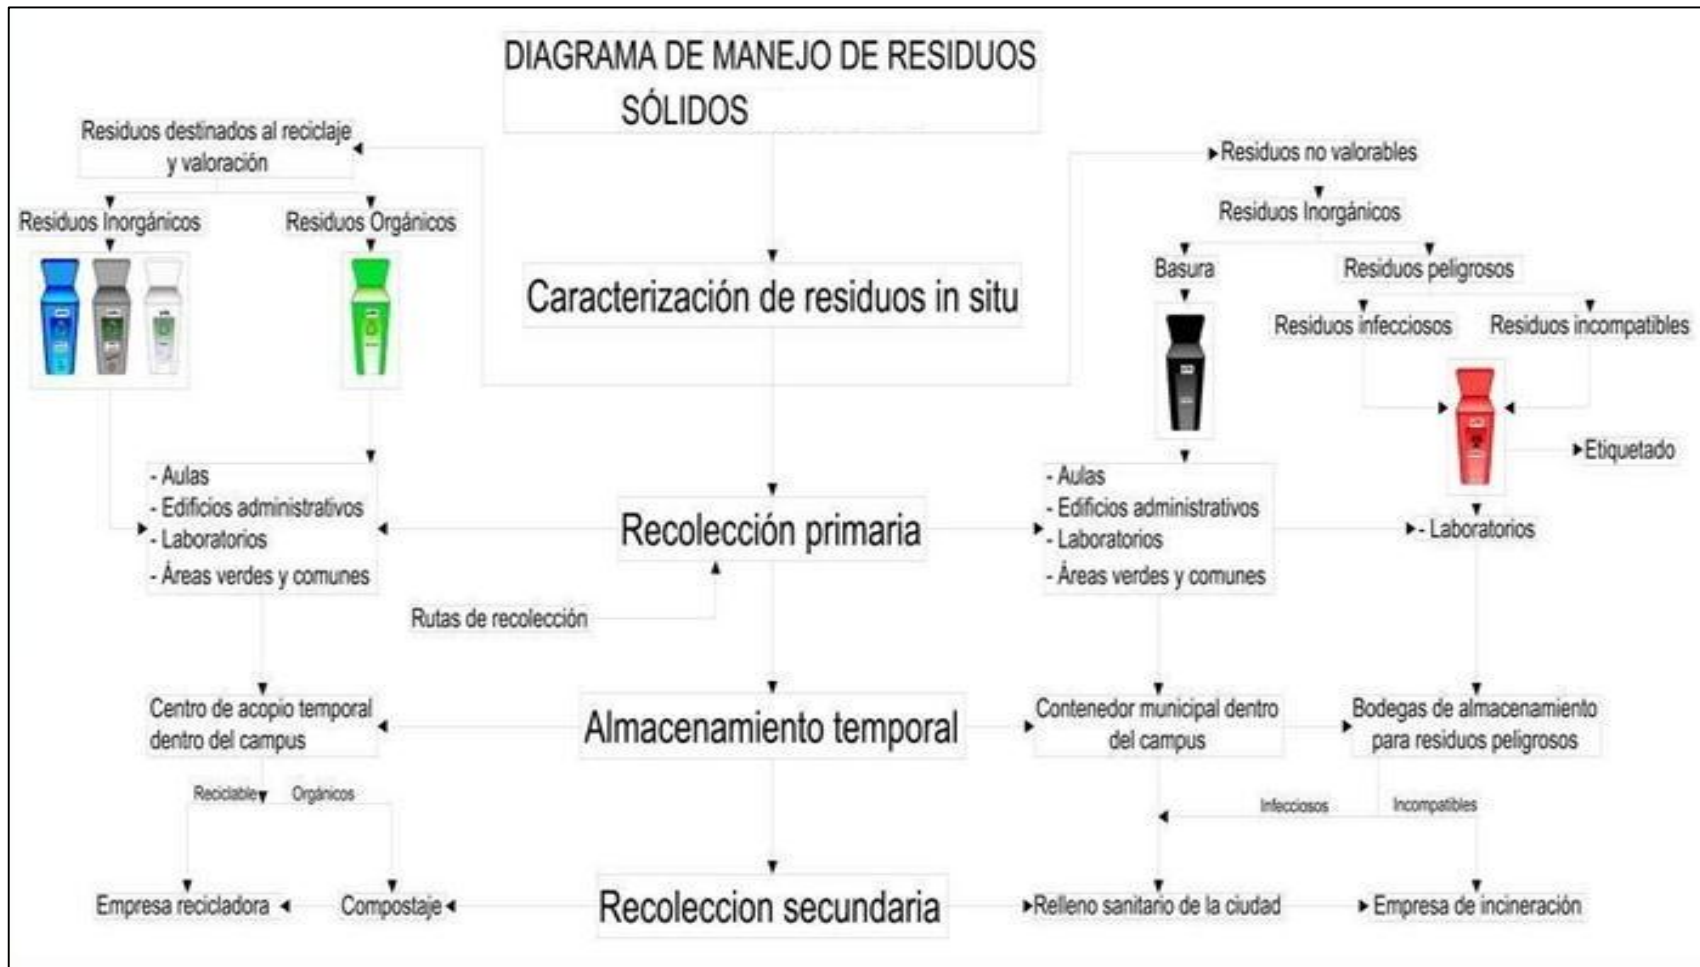 DIAGRAMA DE MANEJO DE RESIDUOS
SÓLIDOS
Residuos destinados al reciclaje
y valoración
Residuos Inorgánicos
Residuos Orgánicos
Residuos no valorables
Residuos Inorgánicos
Basura
Residuos peligrosos
Residuos infecciosos
Residuos incompatibles
Etiquetado
Caracterización de residuos in situ
- Aulas
- Edificios administrativos
- Laboratorios
- Áreas verdes y comunes
Recolección primaria
Rutas de recolección
- Aulas
- Edificios administrativos
- Laboratorios
- Áreas verdes y comunes
- Laboratorios
Centro de acopio temporal
dentro del campus
Almacenamiento temporal
Contenedor municipal dentro
del campus
Bodegas de almacenamiento
para residuos peligrosos
Reciclable
Orgánicos
Infecciosos
Incompatibles
Empresa recicladora
Compostaje
Recoleccion secundaria
Relleno sanitario de la ciudad
Empresa de incineración